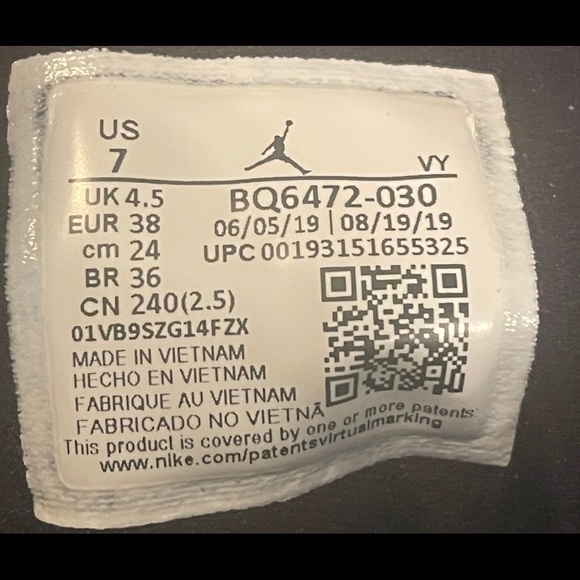 US
7
VY
UK 4.5
BQ6472-030
EUR 38
06/05/19 | 08/19/19
cm 24
UPC 00193151655325
BR 36
CN 240(2.5)
01VB9SZG14FZX
MADE IN VIETNAM
HECHO EN VIETNAM
FABRIQUE AU VIETNAM
FABRICADO NO VIETNÃ
This product is covered by one or more patents
www.nike.com/patentsvirtualmarking